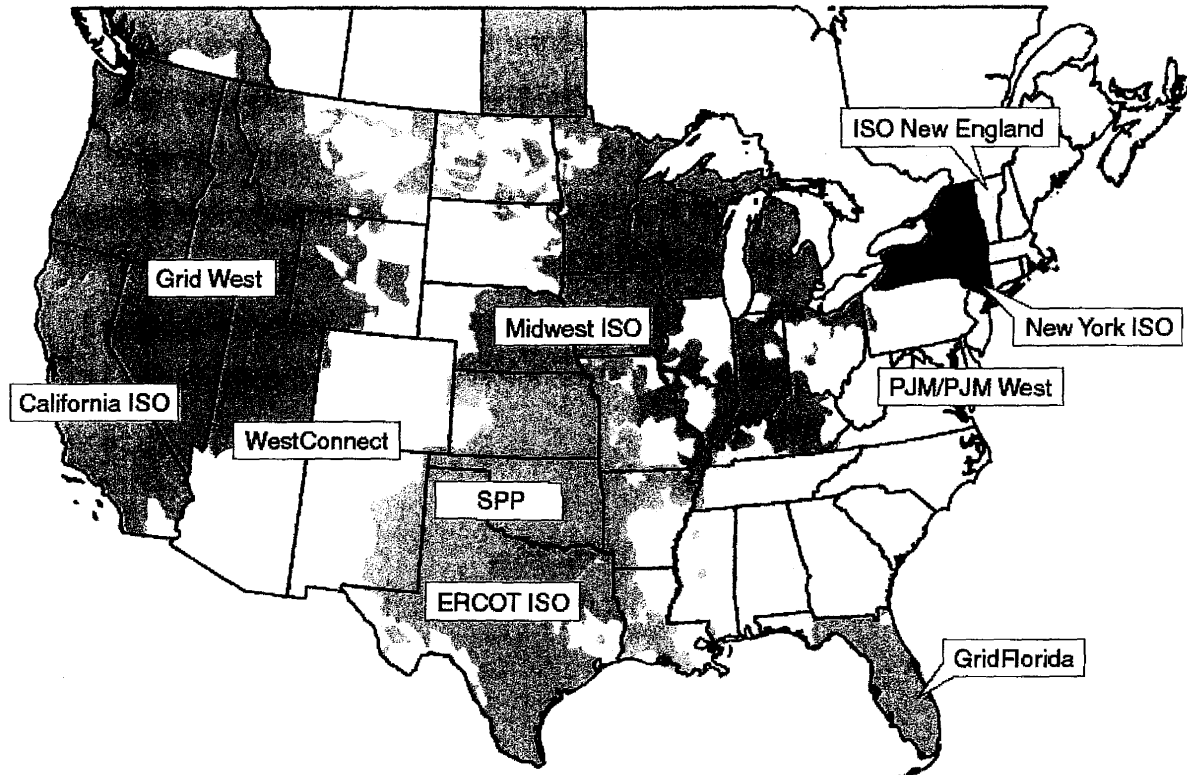 ISO New England
Grid West
Midwest ISO
New York ISO
PJM/PJM West
California ISO
WestConnect
SPP
ERCOT ISO
GridFlorida